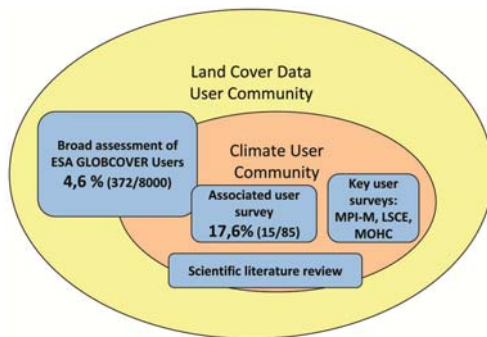 Land Cover Data
User Community
Broad assessment of
ESA GLOBCOVER Users
4,6 % (372/8000)
Climate User
Community
Associated user
survey
17,6% (15/85)
Key user
surveys:
MPI-M, LSCE,
MOHC
Scientific literature review